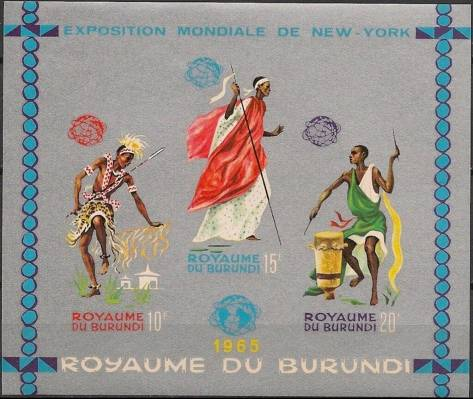 EXPOSITION MONDIALE DE NEW-YORK
ROYAUME
DU BURUNDI 15F
ROYAUME
DU BURUNDI 10F
ROYAUME
DU BURUNDI 20F
1965
ROYAUME DU BURUNDI